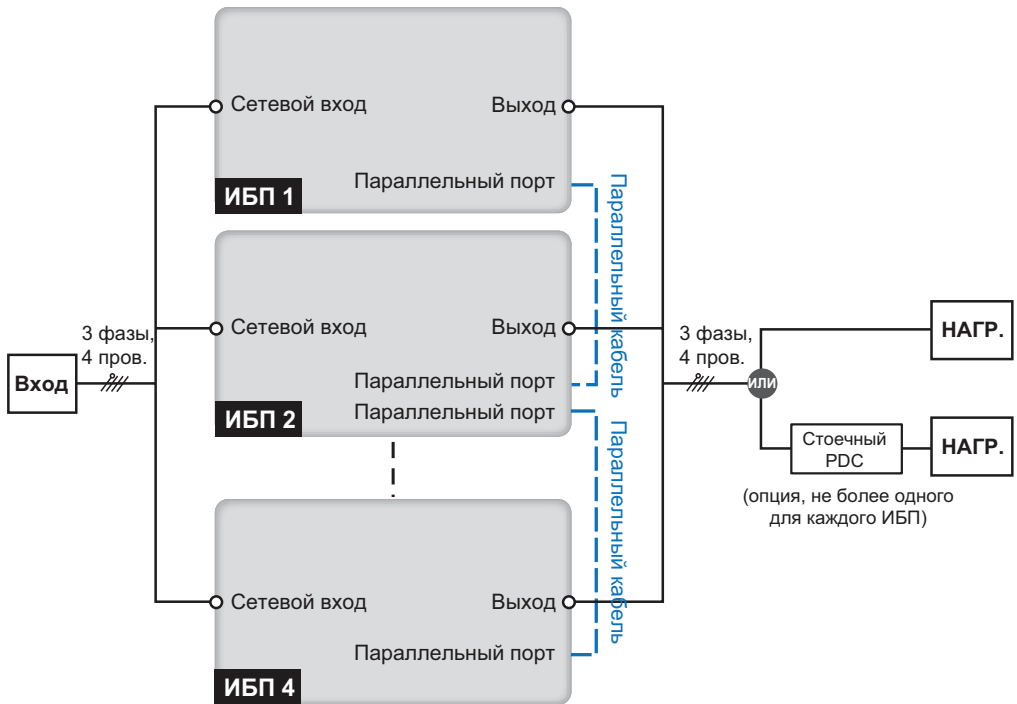 Сетевой вход
Выход
Параллельный порт
ИБП 1
Параллельный кабель
Сетевой вход
Выход
Параллельный порт
Параллельный порт
ИБП 2
Параллельный кабель
Сетевой вход
Выход
Параллельный порт
ИБП 4
3 фазы,
4 пров.
Вход
3 фазы,
4 пров.
ИЛИ
НАГР.
Стоечный
PDC
НАГР.
(опция, не более одного
для каждого ИБП)